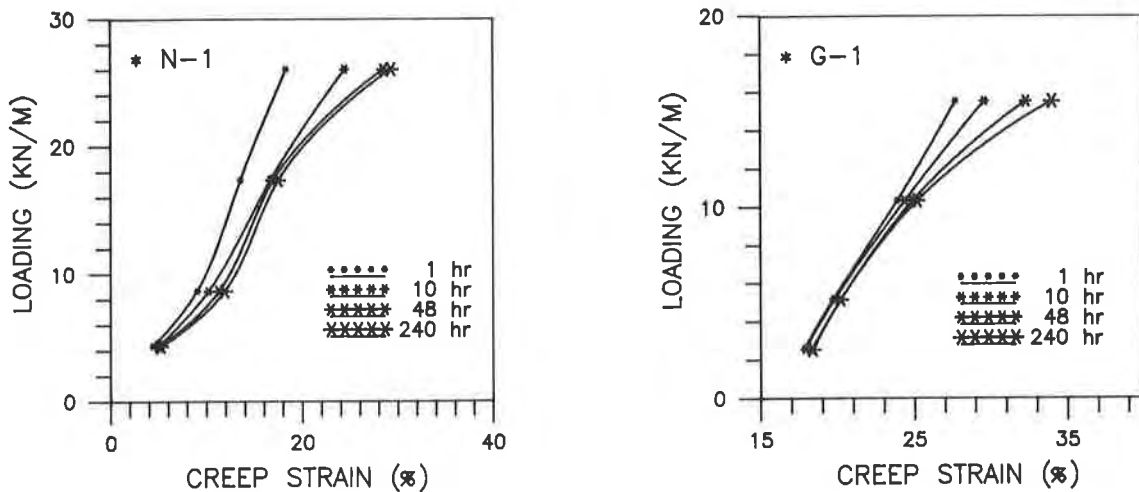 30
* N-1
20
LOADING (KN/M)
10
1 hr
10 hr
48 hr
240 hr
0
0
20
40
CREEP STRAIN (%)
20
* G-1
LOADING (KN/M)
10
1 hr
10 hr
48 hr
240 hr
0
15
25
35
CREEP STRAIN (%)